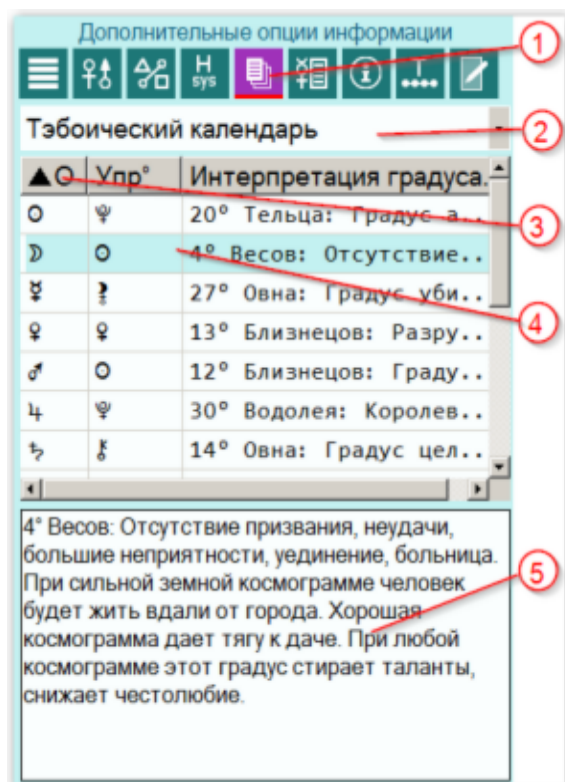 Дополнительные опции информации
H sys
1
Тэбоический календарь
2
▲☉ Упр° Интерпретация градуса.
3
☉ ♆ 20° Тельца: Градус а..
☽ ☉ 4° Весов: Отсутствие..
☿ 27° Овна: Градус уби..
4
♀ ♀ 13° Близнецов: Разру..
♂ ☉ 12° Близнецов: Граду..
♃ ♆ 30° Водолея: Королев..
♄ ⚷ 14° Овна: Градус цел..
4° Весов: Отсутствие призвания, неудачи,
большие неприятности, уединение, больница.
5
При сильной земной космограмме человек
будет жить вдали от города. Хорошая
космограмма дает тягу к даче. При любой
космограмме этот градус стирает таланты,
снижает честолюбие.